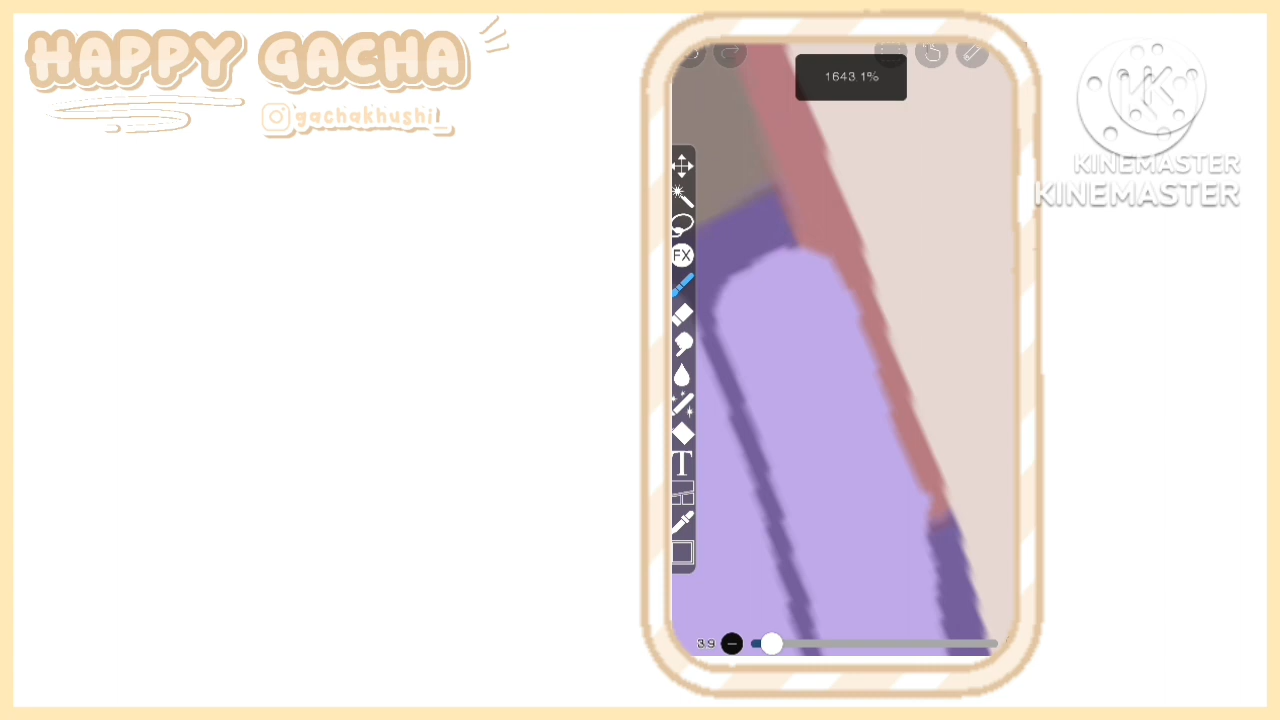 HAPPY GACHA
gachakhushi_
1643.1%
KINEMASTER
KINEMASTER
FX
T
39